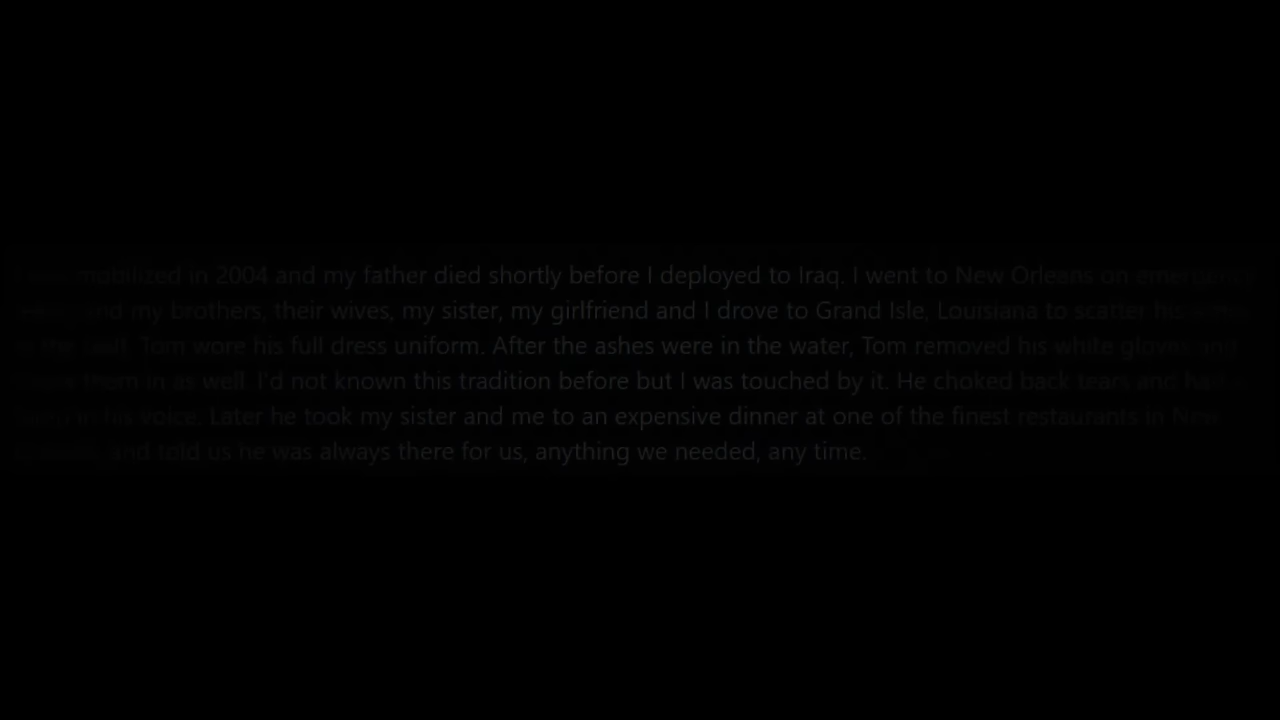 mobilized in 2004 and my father died shortly before I deployed to Iraq. I went to New Orleans on emergency
and my brothers, their wives, my sister, my girlfriend and I drove to Grand Isle, Louisiana to scatter his ashes
in the Gulf. Tom wore his full dress uniform. After the ashes were in the water, Tom removed his white gloves and
them in as well. I'd not known this tradition before but I was touched by it. He choked back tears and had
in his voice. Later he took my sister and me to an expensive dinner at one of the finest restaurants in New
and told us he was always there for us, anything we needed, any time.